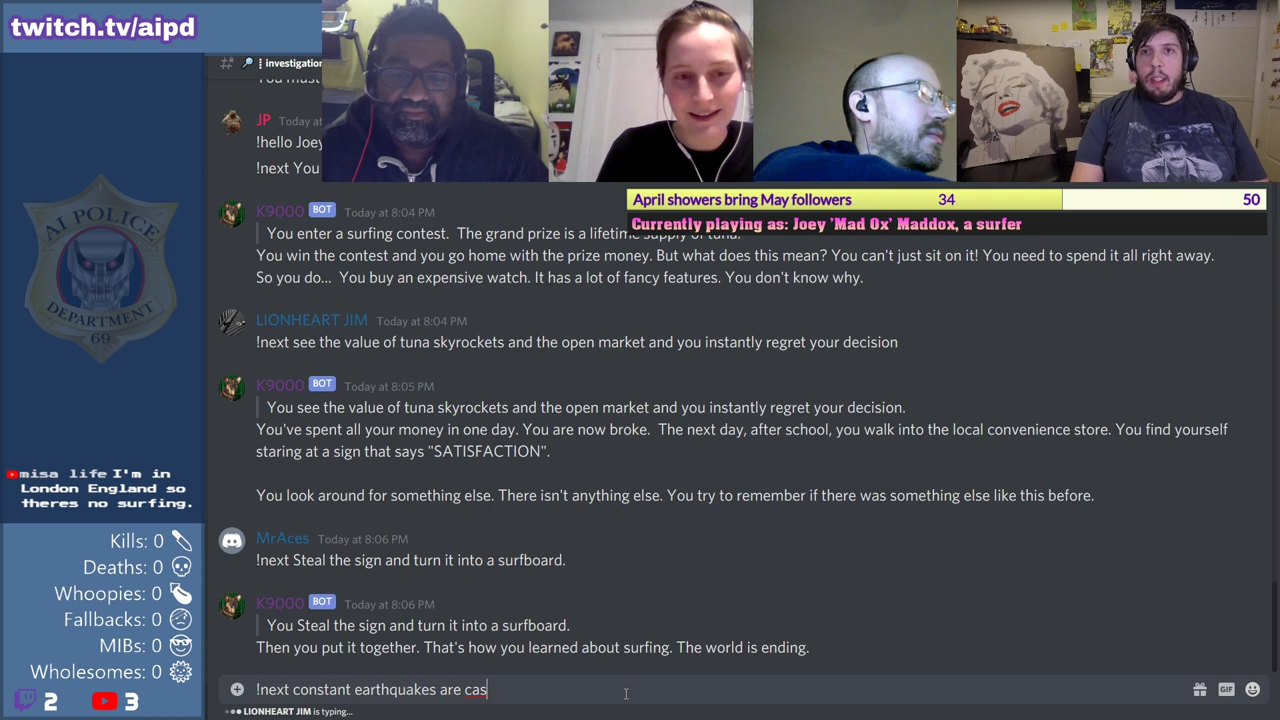 twitch.tv/aipd
investigation
JP Today at
!hello Joey
!next You
April showers bring May followers 34 50
Currently playing as: Joey 'Mad Ox' Maddox, a surfer
K9000 BOT Today at 8:04 PM
You enter a surfing contest. The grand prize is a lifetime supply of tuna.
You win the contest and you go home with the prize money. But what does this mean? You can't just sit on it! You need to spend it all right away.
So you do... You buy an expensive watch. It has a lot of fancy features. You don't know why.
LIONHEART JIM Today at 8:04 PM
!next see the value of tuna skyrockets and the open market and you instantly regret your decision
K9000 BOT Today at 8:05 PM
You see the value of tuna skyrockets and the open market and you instantly regret your decision.
You've spent all your money in one day. You are now broke. The next day, after school, you walk into the local convenience store. You find yourself
staring at a sign that says "SATISFACTION".
You look around for something else. There isn't anything else. You try to remember if there was something else like this before.
MrAces Today at 8:06 PM
!next Steal the sign and turn it into a surfboard.
K9000 BOT Today at 8:06 PM
You Steal the sign and turn it into a surfboard.
Then you put it together. That's how you learned about surfing. The world is ending.
!next constant earthquakes are cas
GIF
LIONHEART JIM is typing...
AI POLICE
DEPARTMENT
69
misa life I'm in
London England so
theres no surfing.
Kills: 0
Deaths: 0
Whoopies: 0
Fallbacks: 0
MIBs: 0
Wholesomes: 0
2 3